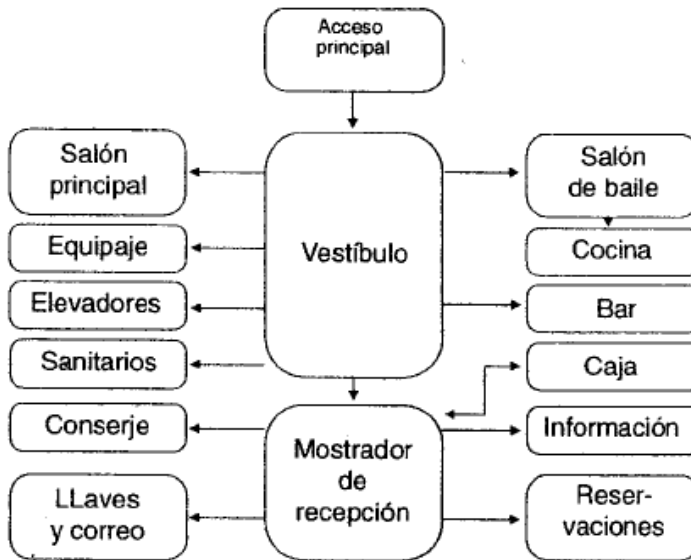 Acceso
principal
Salón
principal
Equipaje
Elevadores
Sanitarios
Conserje
LLaves
y correo
Vestíbulo
Mostrador
de
recepción
Salón
de baile
Cocina
Bar
Caja
Información
Reser-
vaciones